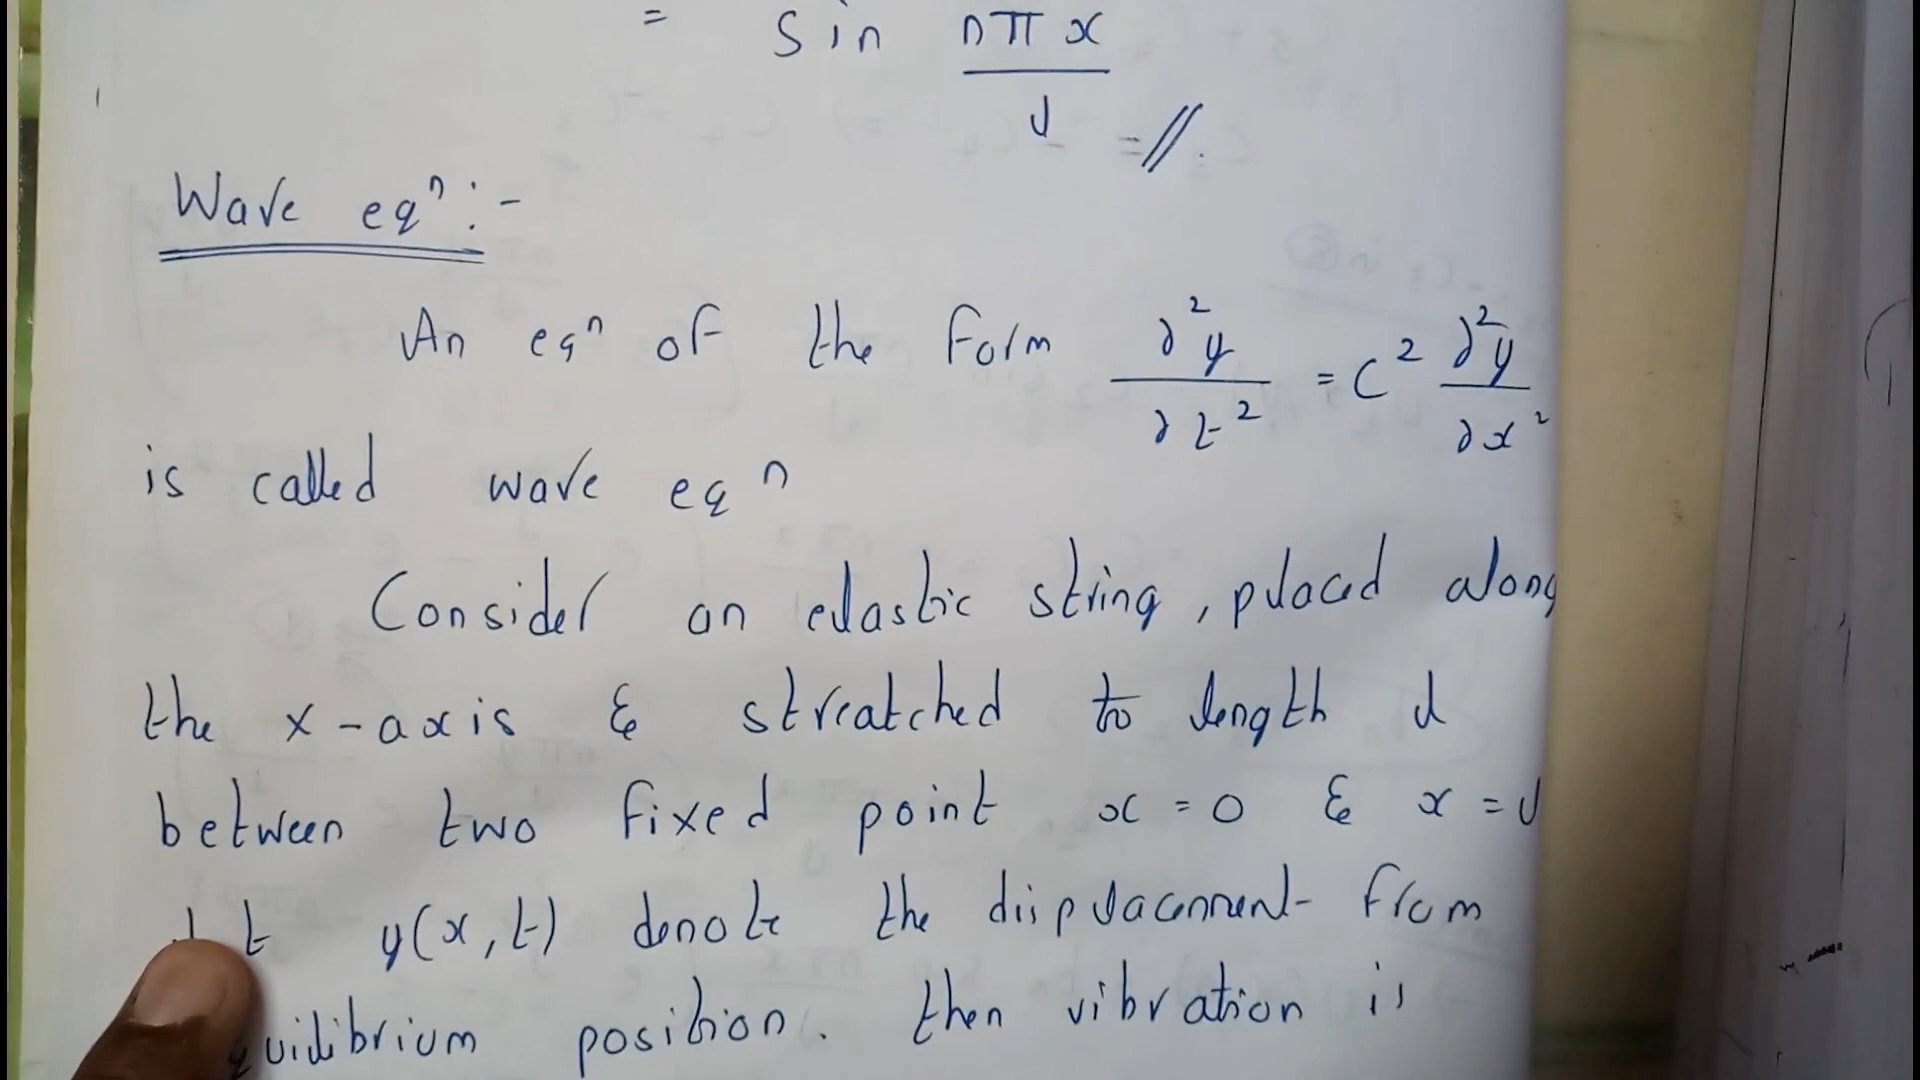 = sin nπx / l =//.
Wave eqⁿ:-
An eqⁿ of the form ∂²y/∂t² = c² ∂²y/∂x²
is called wave eqⁿ
Consider an elastic string, placed along
the x-axis & streatched to length l
between two fixed point x = 0 & x = l
y(x,t) denote the displacement from
position. then vibration is